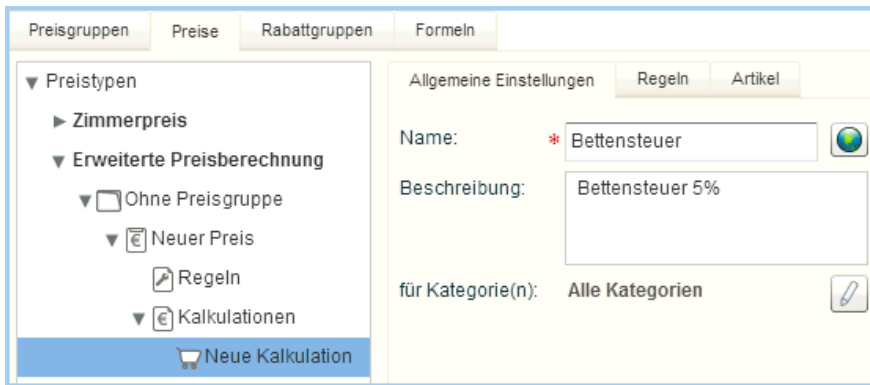 Preisgruppen Preise Rabattgruppen Formeln
Preistypen
Zimmerpreis
Erweiterte Preisberechnung
Ohne Preisgruppe
Neuer Preis
Regeln
Kalkulationen
Neue Kalkulation
Allgemeine Einstellungen Regeln Artikel
Name: * Bettensteuer
Beschreibung: Bettensteuer 5%
für Kategorie(n): Alle Kategorien